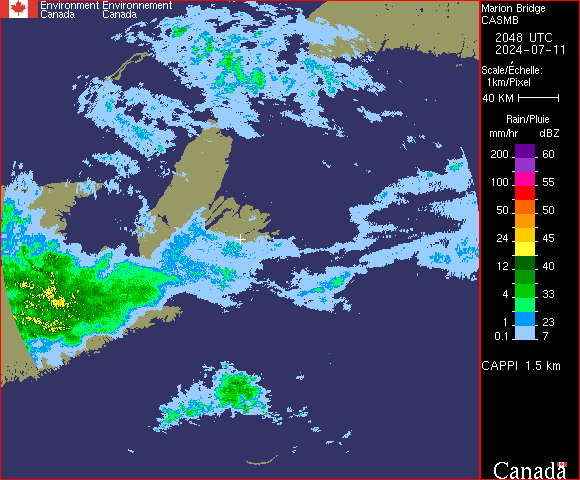 Environment Environnement
Canada Canada
Marion Bridge
CASMB
2048 UTC
2024-07-11
Scale/Échelle:
1km/Pixel
40 KM
Rain/Pluie
mm/hr dBZ
200 60
100 55
50 50
24 45
12 40
4 33
1 23
0.1 7
CAPPI 1.5 km
Canada